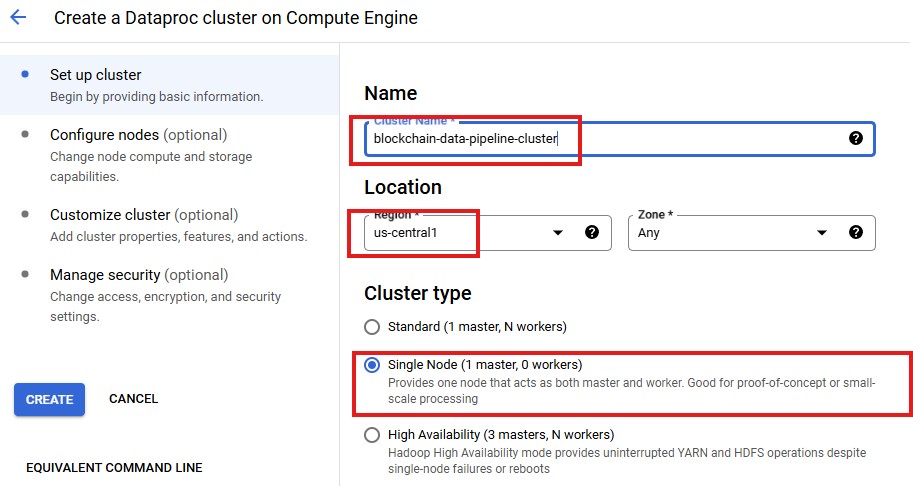 Create a Dataproc cluster on Compute Engine
Set up cluster
Begin by providing basic information.
Configure nodes (optional)
Change node compute and storage
capabilities.
Customize cluster (optional)
Add cluster properties, features, and actions.
Manage security (optional)
Change access, encryption, and security
settings.
CREATE
CANCEL
EQUIVALENT COMMAND LINE
Name
Cluster Name *
blockchain-data-pipeline-cluster
Location
Region *
us-central1
Zone *
Any
Cluster type
Standard (1 master, N workers)
Single Node (1 master, 0 workers)
Provides one node that acts as both master and worker. Good for proof-of-concept or small-
scale processing
High Availability (3 masters, N workers)
Hadoop High Availability mode provides uninterrupted YARN and HDFS operations despite
single-node failures or reboots